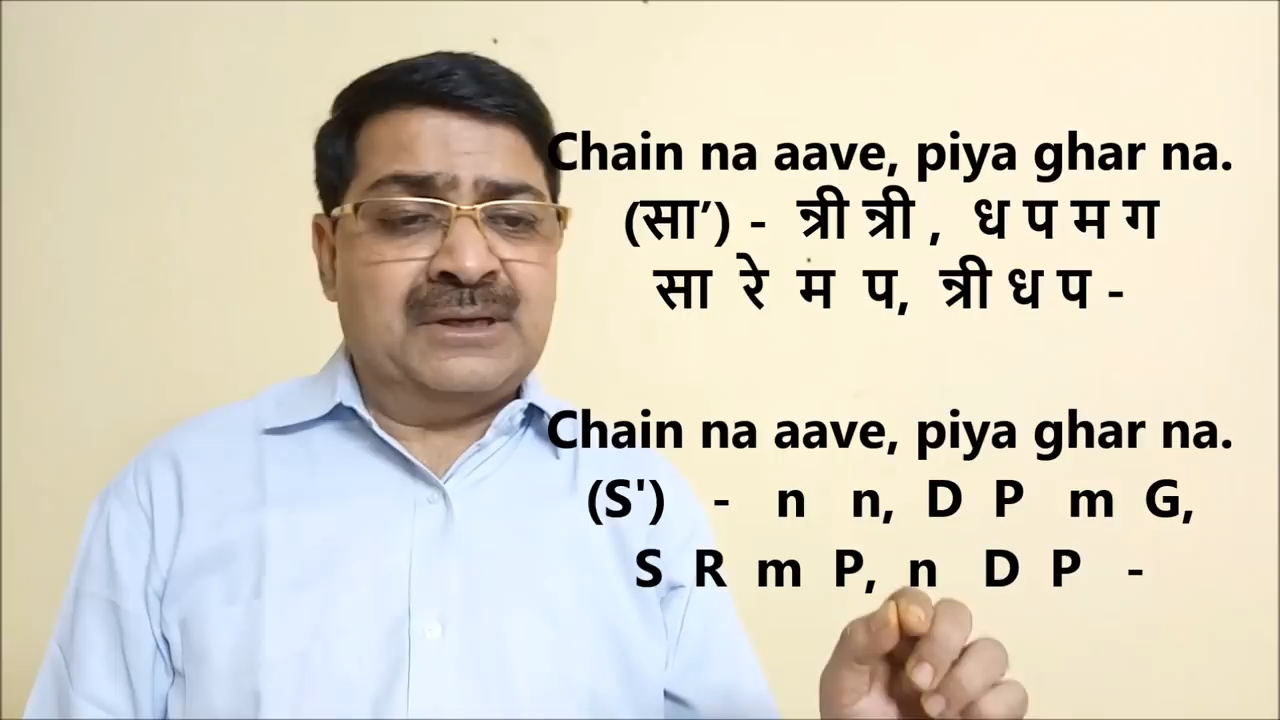 Chain na aave, piya ghar na.
(सा’) - त्री त्री , ध प म ग
सा रे म प, त्री ध प -
Chain na aave, piya ghar na.
(S') - n n, D P m G,
S R m P, n D P -